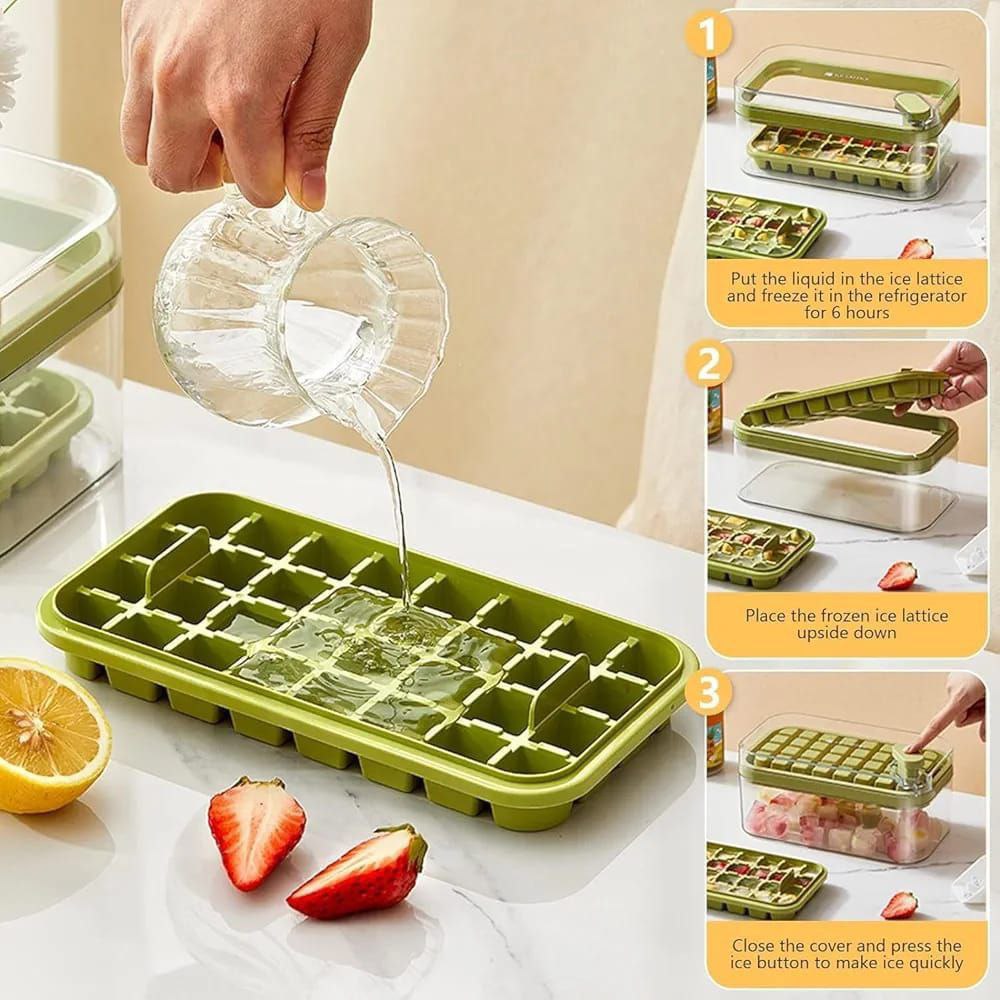 1
Put the liquid in the ice lattice
and freeze it in the refrigerator
for 6 hours
2
Place the frozen ice lattice
upside down
3
Close the cover and press the
ice button to make ice quickly